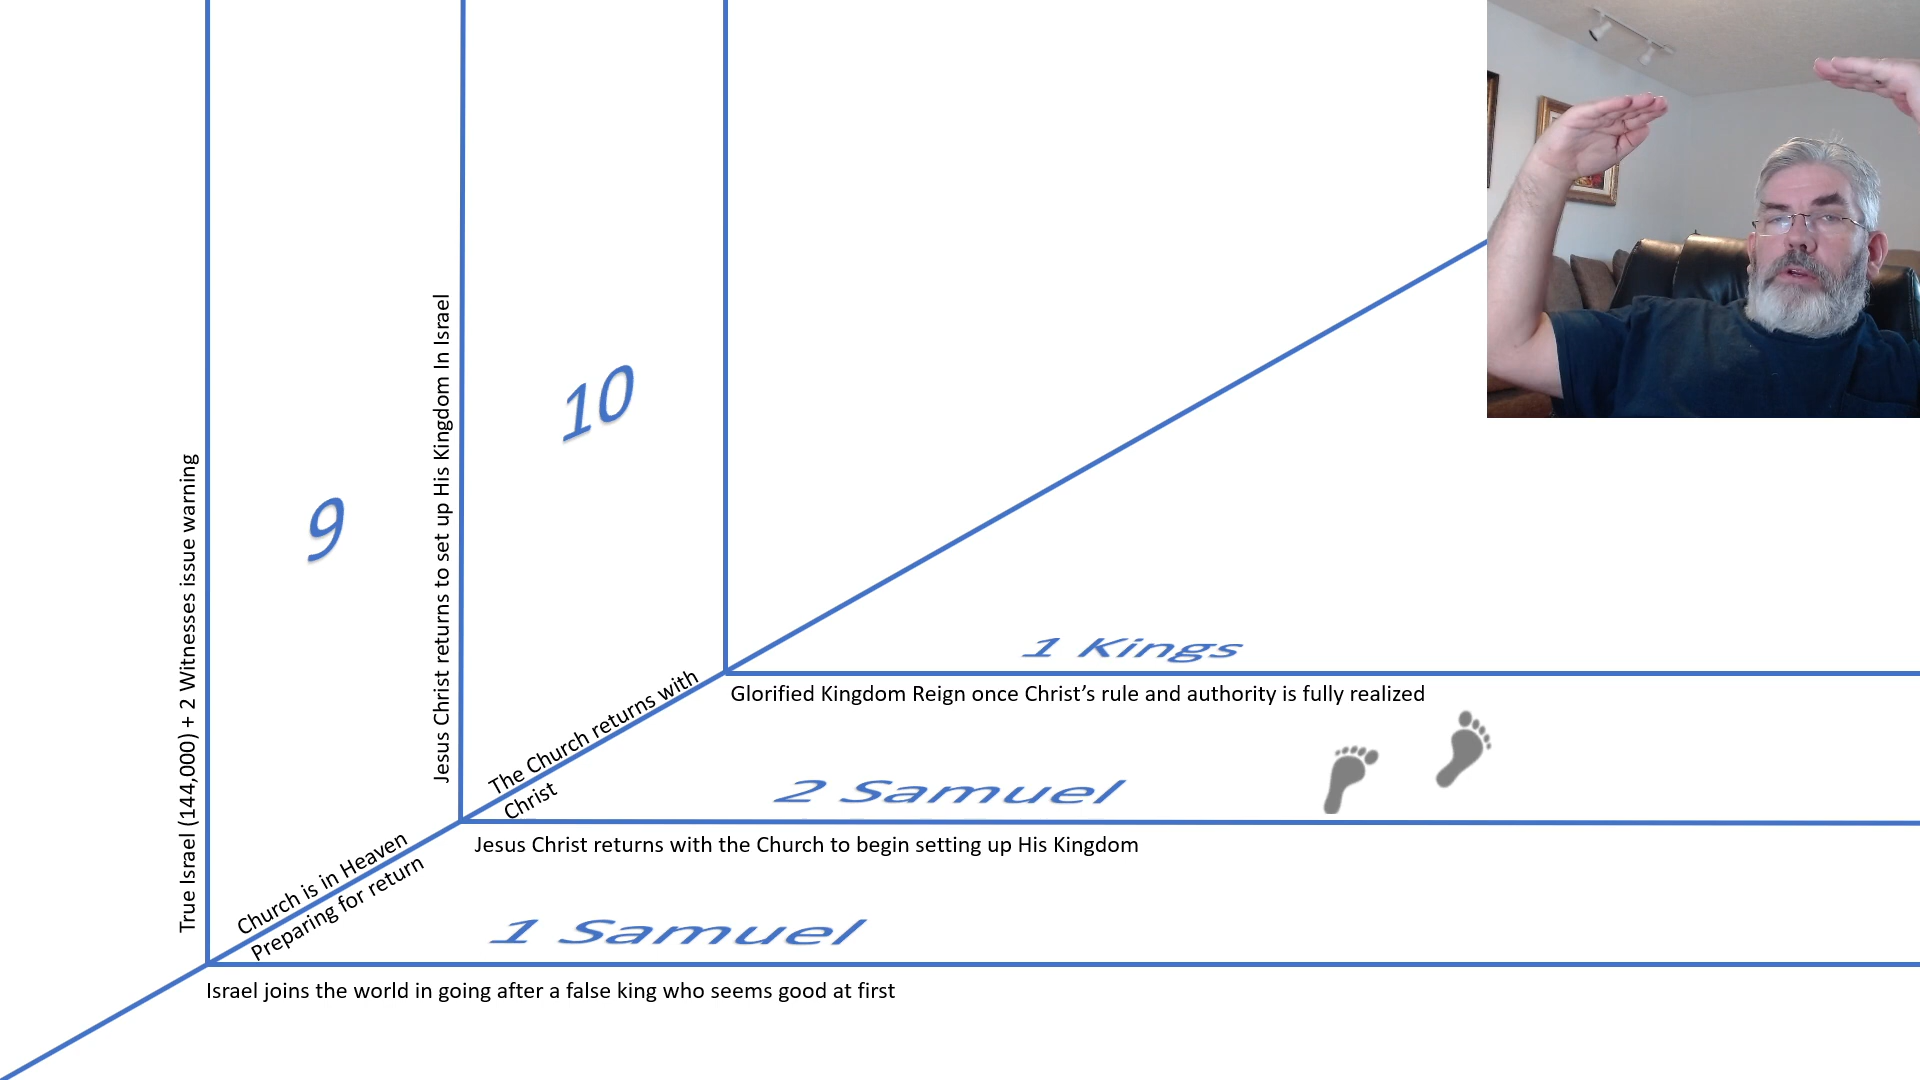 True Israel (144,000) + 2 Witnesses issue warning
9
Jesus Christ returns to set up His Kingdom In Israel
10
1 Kings
Glorified Kingdom Reign once Christ’s rule and authority is fully realized
The Church returns with
Christ
2 Samuel
Jesus Christ returns with the Church to begin setting up His Kingdom
Church is in Heaven
Preparing for return
1 Samuel
Israel joins the world in going after a false king who seems good at first